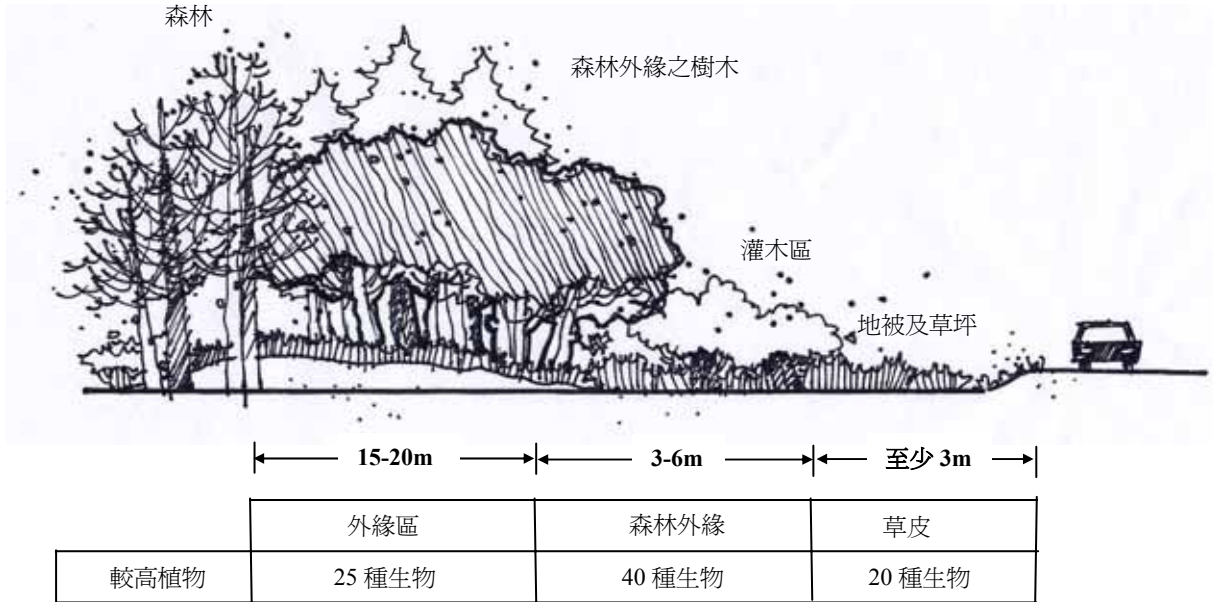 森林
森林外緣之樹木
灌木區
地被及草坪
15-20m 3-6m 至少 3m
外緣區 森林外緣 草皮
較高植物 25 種生物 40 種生物 20 種生物